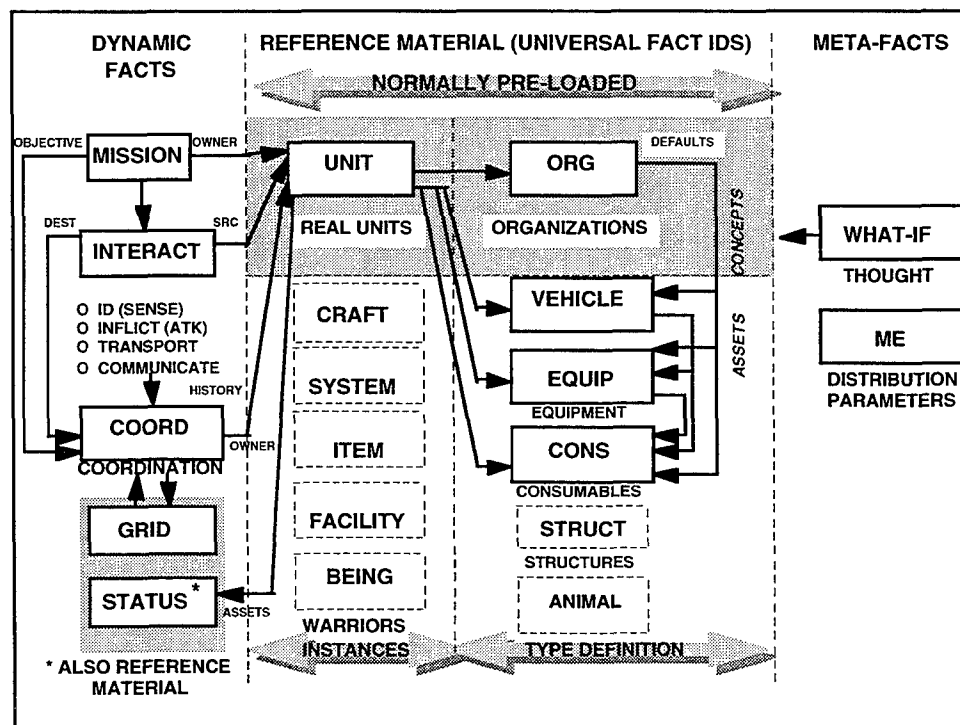 DYNAMIC
FACTS
REFERENCE MATERIAL (UNIVERSAL FACT IDS)
META-FACTS
NORMALLY PRE-LOADED
OBJECTIVE
MISSION
OWNER
UNIT
ORG
DEFAULTS
DEST
SRC
REAL UNITS
ORGANIZATIONS
CONCEPTS
INTERACT
WHAT-IF
THOUGHT
O ID (SENSE)
O INFLICT (ATK)
O TRANSPORT
O COMMUNICATE
CRAFT
VEHICLE
ASSETS
ME
DISTRIBUTION
PARAMETERS
HISTORY
SYSTEM
EQUIP
EQUIPMENT
COORD
OWNER
COORDINATION
ITEM
CONS
CONSUMABLES
GRID
FACILITY
STRUCT
STRUCTURES
STATUS *
ASSETS
BEING
WARRIORS
ANIMAL
INSTANCES
TYPE DEFINITION
* ALSO REFERENCE
MATERIAL